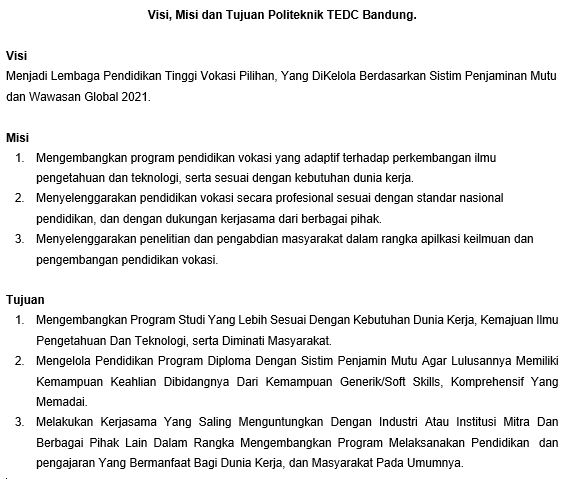 Visi, Misi dan Tujuan Politeknik TEDC Bandung.
Visi
Menjadi Lembaga Pendidikan Tinggi Vokasi Pilihan, Yang DiKelola Berdasarkan Sistim Penjaminan Mutu
dan Wawasan Global 2021.
Misi
1. Mengembangkan program pendidikan vokasi yang adaptif terhadap perkembangan ilmu
pengetahuan dan teknologi, serta sesuai dengan kebutuhan dunia kerja.
2. Menyelenggarakan pendidikan vokasi secara profesional sesuai dengan standar nasional
pendidikan, dan dengan dukungan kerjasama dari berbagai pihak.
3. Menyelenggarakan penelitian dan pengabdian masyarakat dalam rangka apilkasi keilmuan dan
pengembangan pendidikan vokasi.
Tujuan
1. Mengembangkan Program Studi Yang Lebih Sesuai Dengan Kebutuhan Dunia Kerja, Kemajuan Ilmu
Pengetahuan Dan Teknologi, serta Diminati Masyarakat.
2. Mengelola Pendidikan Program Diploma Dengan Sistim Penjamin Mutu Agar Lulusannya Memiliki
Kemampuan Keahlian Dibidangnya Dari Kemampuan Generik/Soft Skills, Komprehensif Yang
Memadai.
3. Melakukan Kerjasama Yang Saling Menguntungkan Dengan Industri Atau Institusi Mitra Dan
Berbagai Pihak Lain Dalam Rangka Mengembangkan Program Melaksanakan Pendidikan dan
pengajaran Yang Bermanfaat Bagi Dunia Kerja, dan Masyarakat Pada Umumnya.